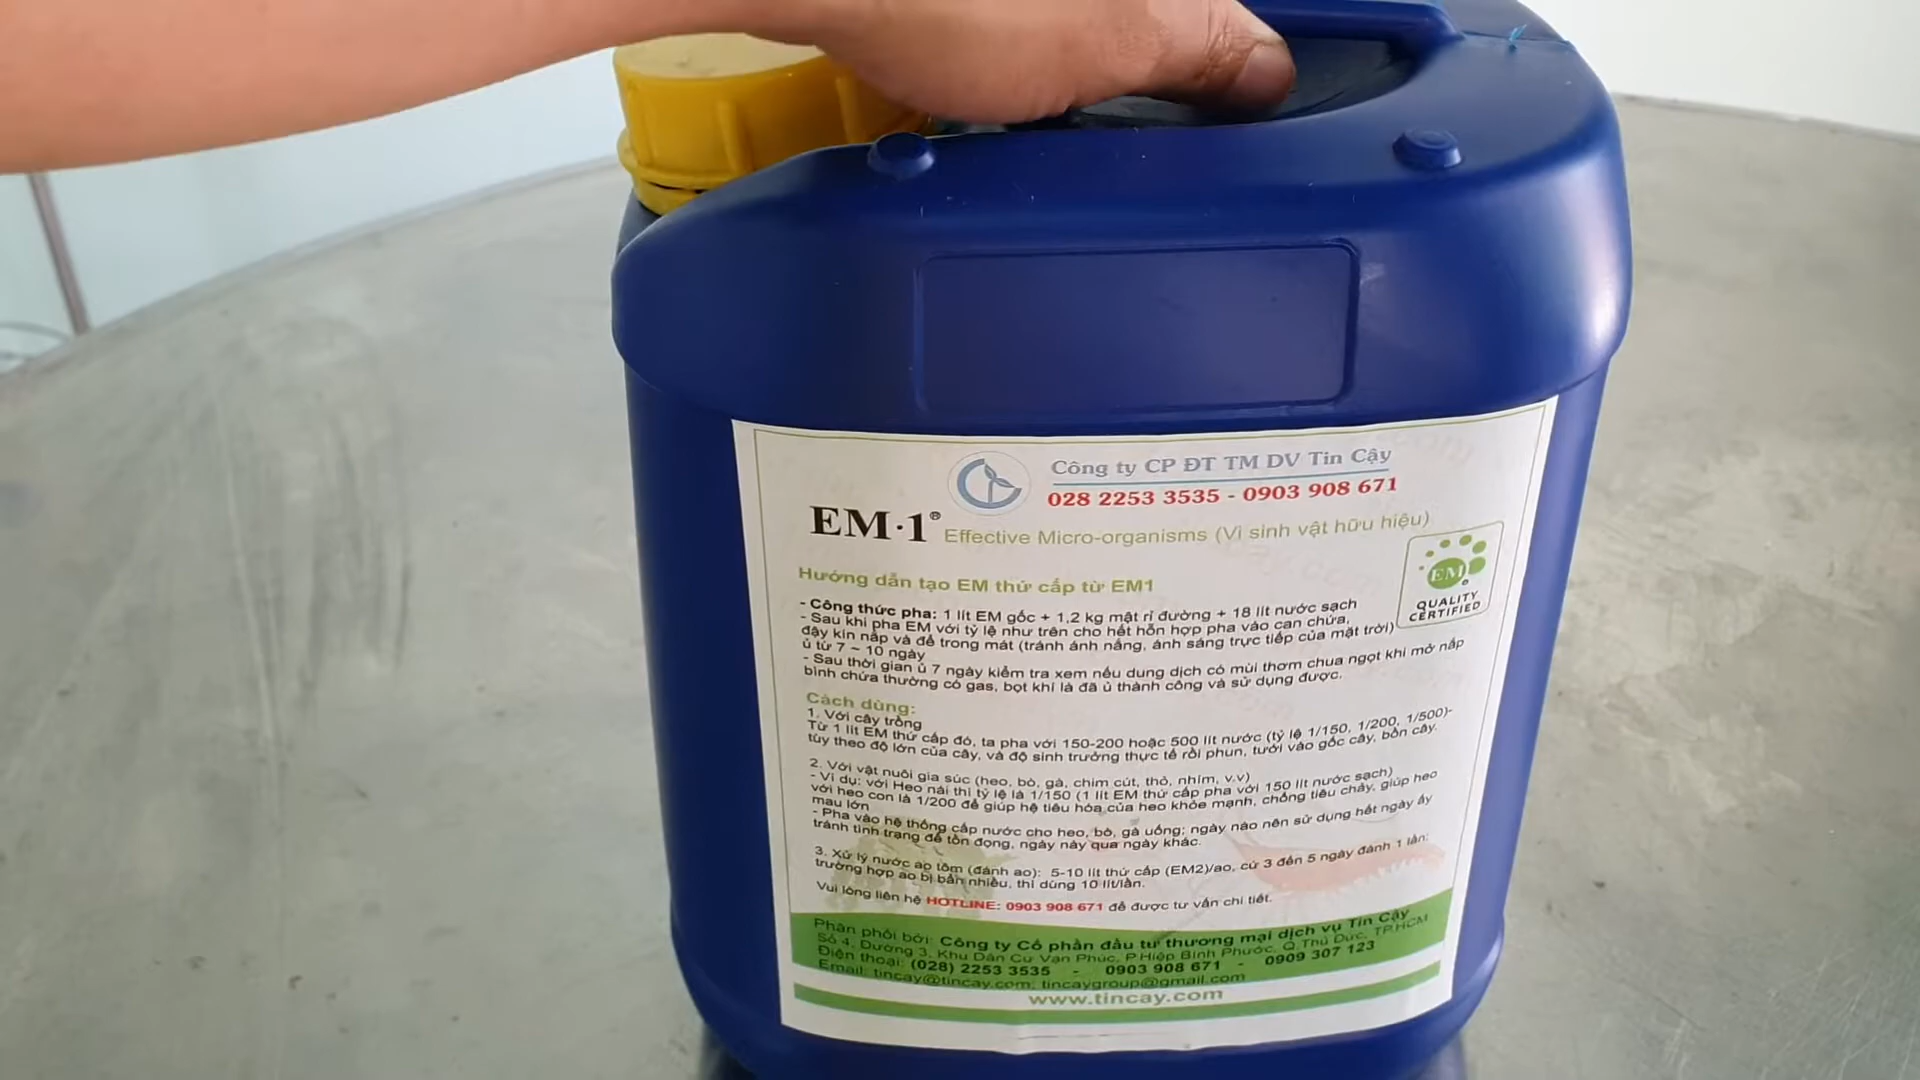 Công ty CP ĐT TM DV Tin Cậy
028 2253 3535 - 0903 908 671
EM·1®
Effective Micro-organisms (Vi sinh vật hữu hiệu)
EM®
QUALITY
CERTIFIED
Hướng dẫn tạo EM thứ cấp từ EM1
- Công thức pha: 1 lít EM gốc + 1,2 kg mật rỉ đường + 18 lít nước sạch
- Sau khi pha EM với tỷ lệ như trên cho hết hỗn hợp pha vào can chứa,
đậy kín nắp và để trong mát (tránh ánh nắng, ánh sáng trực tiếp của mặt trời)
ủ từ 7 ~ 10 ngày
- Sau thời gian ủ 7 ngày kiểm tra xem nếu dung dịch có mùi thơm chua ngọt khi mở nắp
bình chứa thường có gas, bọt khí là đã ủ thành công và sử dụng được.
Cách dùng:
1. Với cây trồng
Từ 1 lít EM thứ cấp đó, ta pha với 150-200 hoặc 500 lít nước (tỷ lệ 1/150, 1/200, 1/500)-
tùy theo độ lớn của cây, và độ sinh trưởng thực tế rồi phun, tưới vào gốc cây, bồn cây.
2. Với vật nuôi gia súc (heo, bò, gà, chim cút, thỏ, nhím, v.v)
- Ví dụ: với Heo nái thì tỷ lệ là 1/150 (1 lít EM thứ cấp pha với 150 lít nước sạch)
với heo con là 1/200 để giúp hệ tiêu hóa của heo khỏe mạnh, chống tiêu chảy, giúp heo
mau lớn
- Pha vào hệ thống cấp nước cho heo, bò, gà uống; ngày nào nên sử dụng hết ngày ấy
tránh tình trạng để tồn đọng, ngày này qua ngày khác.
3. Xử lý nước ao tôm (đánh ao): 5-10 lít thứ cấp (EM2)/ao, cứ 3 đến 5 ngày đánh 1 lần:
trường hợp ao bị bẩn nhiều, thì dùng 10 lít/lần.
Vui lòng liên hệ HOTLINE: 0903 908 671 để được tư vấn chi tiết.
Phân phối bởi: Công ty Cổ phần đầu tư thương mại dịch vụ Tin Cậy
Số 4, Đường 3, Khu Dân Cư Vạn Phúc, P.Hiệp Bình Phước, Q.Thủ Đức, TP.HCM
Điện thoại: (028) 2253 3535 - 0903 908 671 - 0909 307 123
Email: tincay@tincay.com; tincaygroup@gmail.com
www.tincay.com